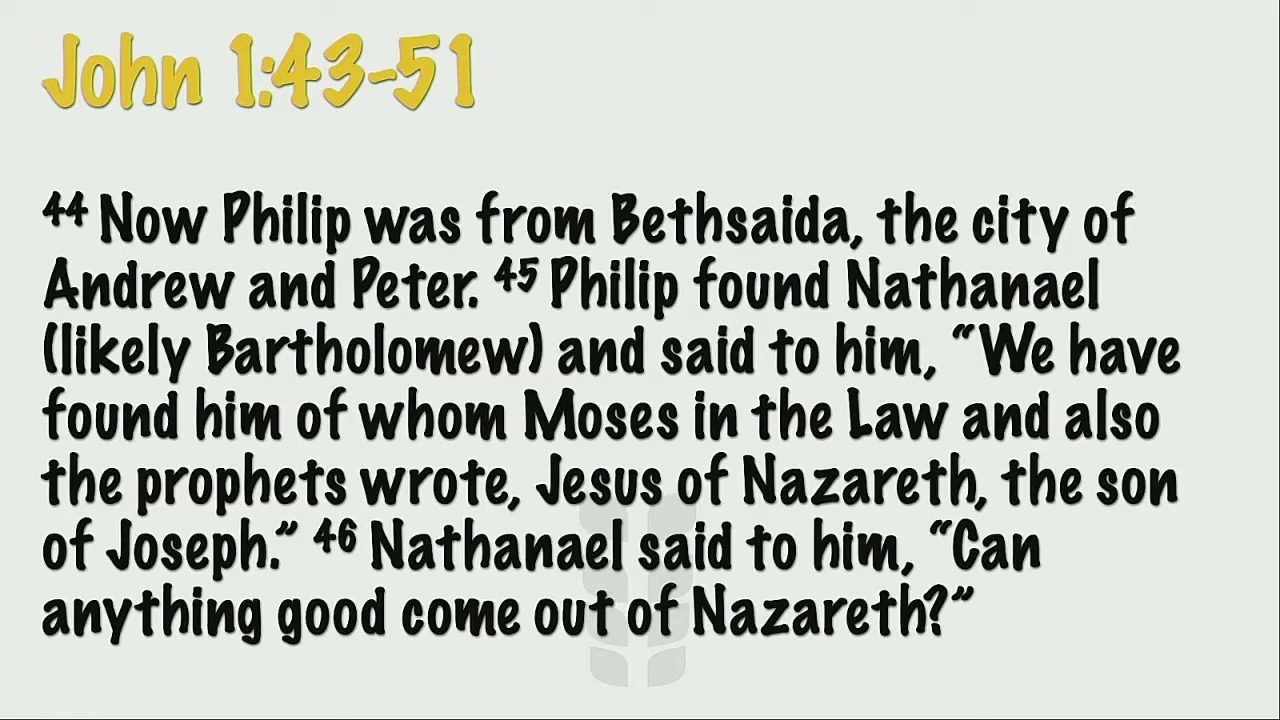 John 1:43-51
⁴⁴ Now Philip was from Bethsaida, the city of
Andrew and Peter. ⁴⁵ Philip found Nathanael
(likely Bartholomew) and said to him, “We have
found him of whom Moses in the Law and also
the prophets wrote, Jesus of Nazareth, the son
of Joseph.” ⁴⁶ Nathanael said to him, “Can
anything good come out of Nazareth?”